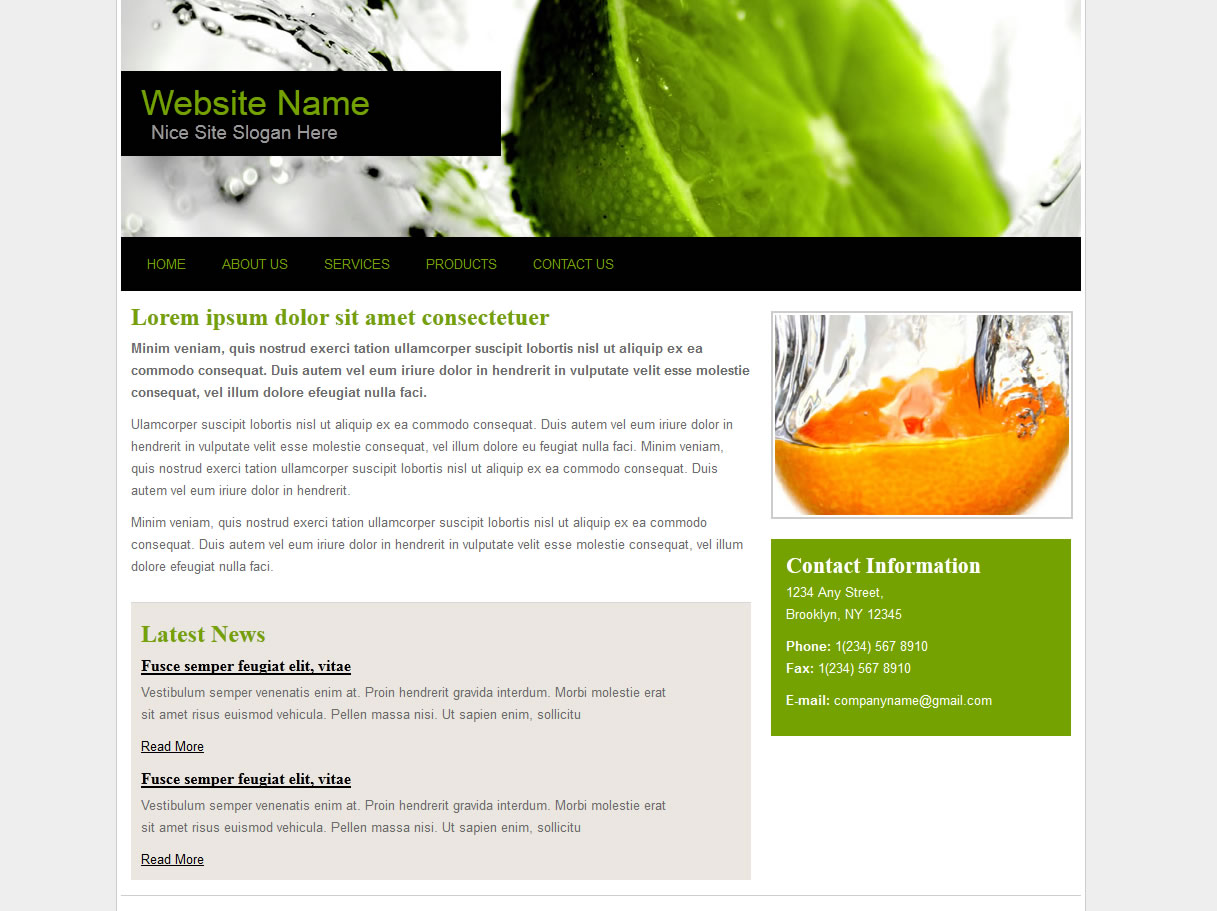 Website Name
Nice Site Slogan Here
HOME ABOUT US SERVICES PRODUCTS CONTACT US
Lorem ipsum dolor sit amet consectetuer
Minim veniam, quis nostrud exerci tation ullamcorper suscipit lobortis nisl ut aliquip ex ea
commodo consequat. Duis autem vel eum iriure dolor in hendrerit in vulputate velit esse molestie
consequat, vel illum dolore efeugiat nulla faci.
Ulamcorper suscipit lobortis nisl ut aliquip ex ea commodo consequat. Duis autem vel eum iriure dolor in
hendrerit in vulputate velit esse molestie consequat, vel illum dolore eu feugiat nulla faci. Minim veniam,
quis nostrud exerci tation ullamcorper suscipit lobortis nisl ut aliquip ex ea commodo consequat. Duis
autem vel eum iriure dolor in hendrerit.
Minim veniam, quis nostrud exerci tation ullamcorper suscipit lobortis nisl ut aliquip ex ea commodo
consequat. Duis autem vel eum iriure dolor in hendrerit in vulputate velit esse molestie consequat, vel illum
dolore efeugiat nulla faci.
Latest News
Fusce semper feugiat elit, vitae
Vestibulum semper venenatis enim at. Proin hendrerit gravida interdum. Morbi molestie erat
sit amet risus euismod vehicula. Pellen massa nisi. Ut sapien enim, sollicitu
Read More
Fusce semper feugiat elit, vitae
Vestibulum semper venenatis enim at. Proin hendrerit gravida interdum. Morbi molestie erat
sit amet risus euismod vehicula. Pellen massa nisi. Ut sapien enim, sollicitu
Read More
Contact Information
1234 Any Street,
Brooklyn, NY 12345
Phone: 1(234) 567 8910
Fax: 1(234) 567 8910
E-mail: companyname@gmail.com